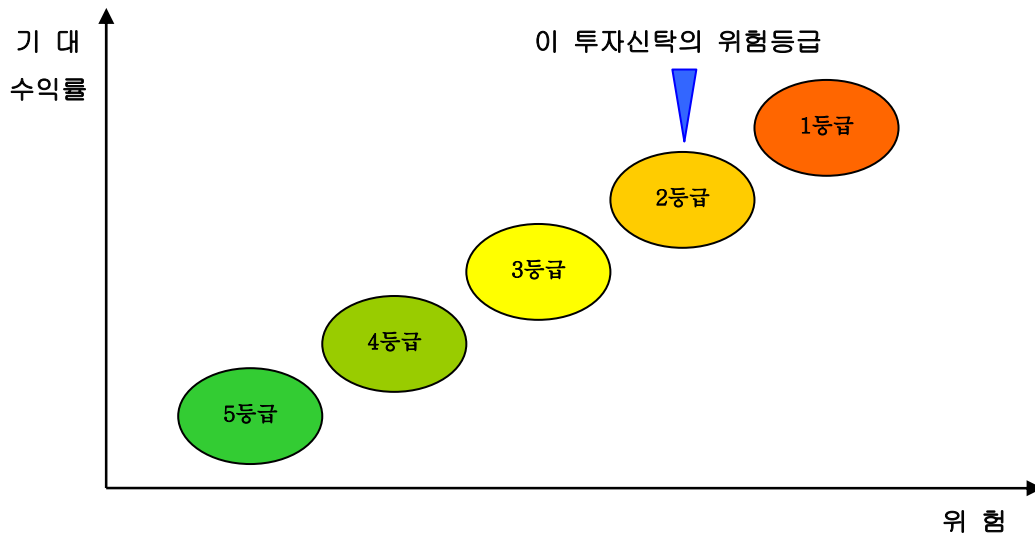 기 대
수익률
이 투자신탁의 위험등급
1등급
2등급
3등급
4등급
5등급
위 험